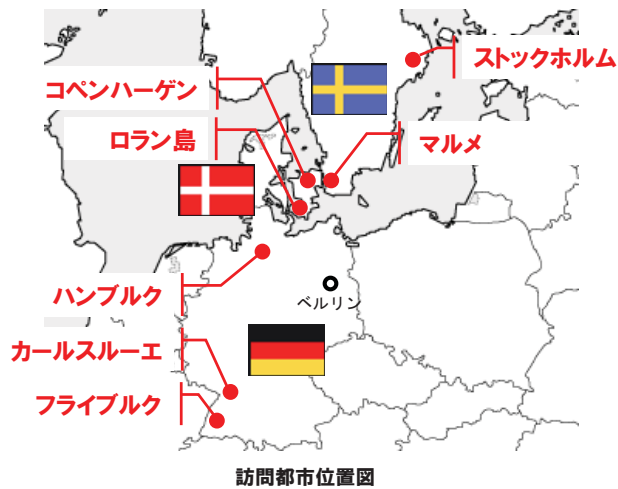 ストックホルム
コペンハーゲン
ロラン島
マルメ
ハンブルク
ベルリン
カールスルーエ
フライブルク
訪問都市位置図